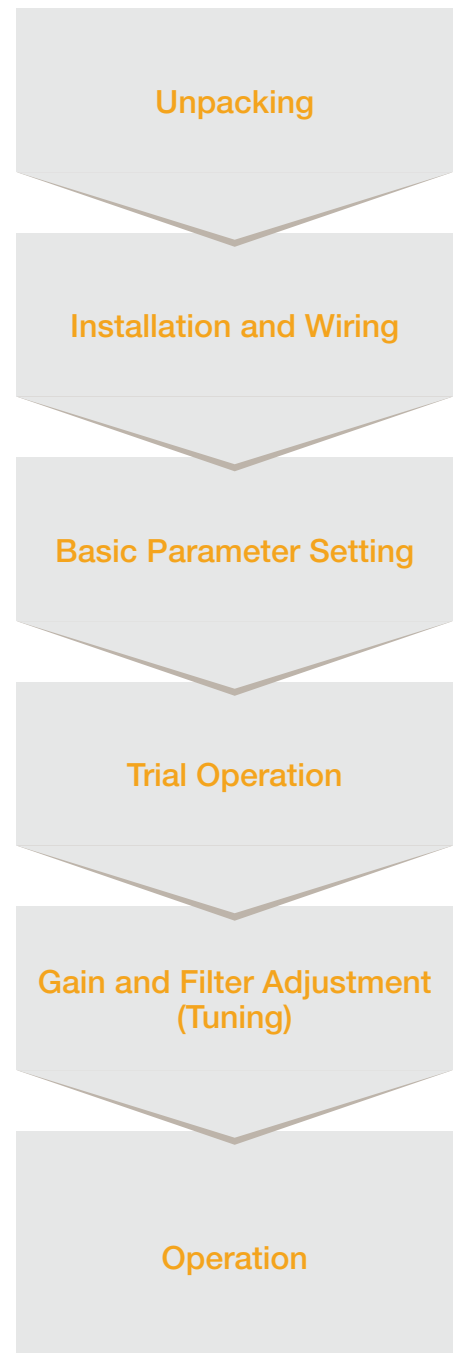 Unpacking
Installation and Wiring
Basic Parameter Setting
Trial Operation
Gain and Filter Adjustment
(Tuning)
Operation